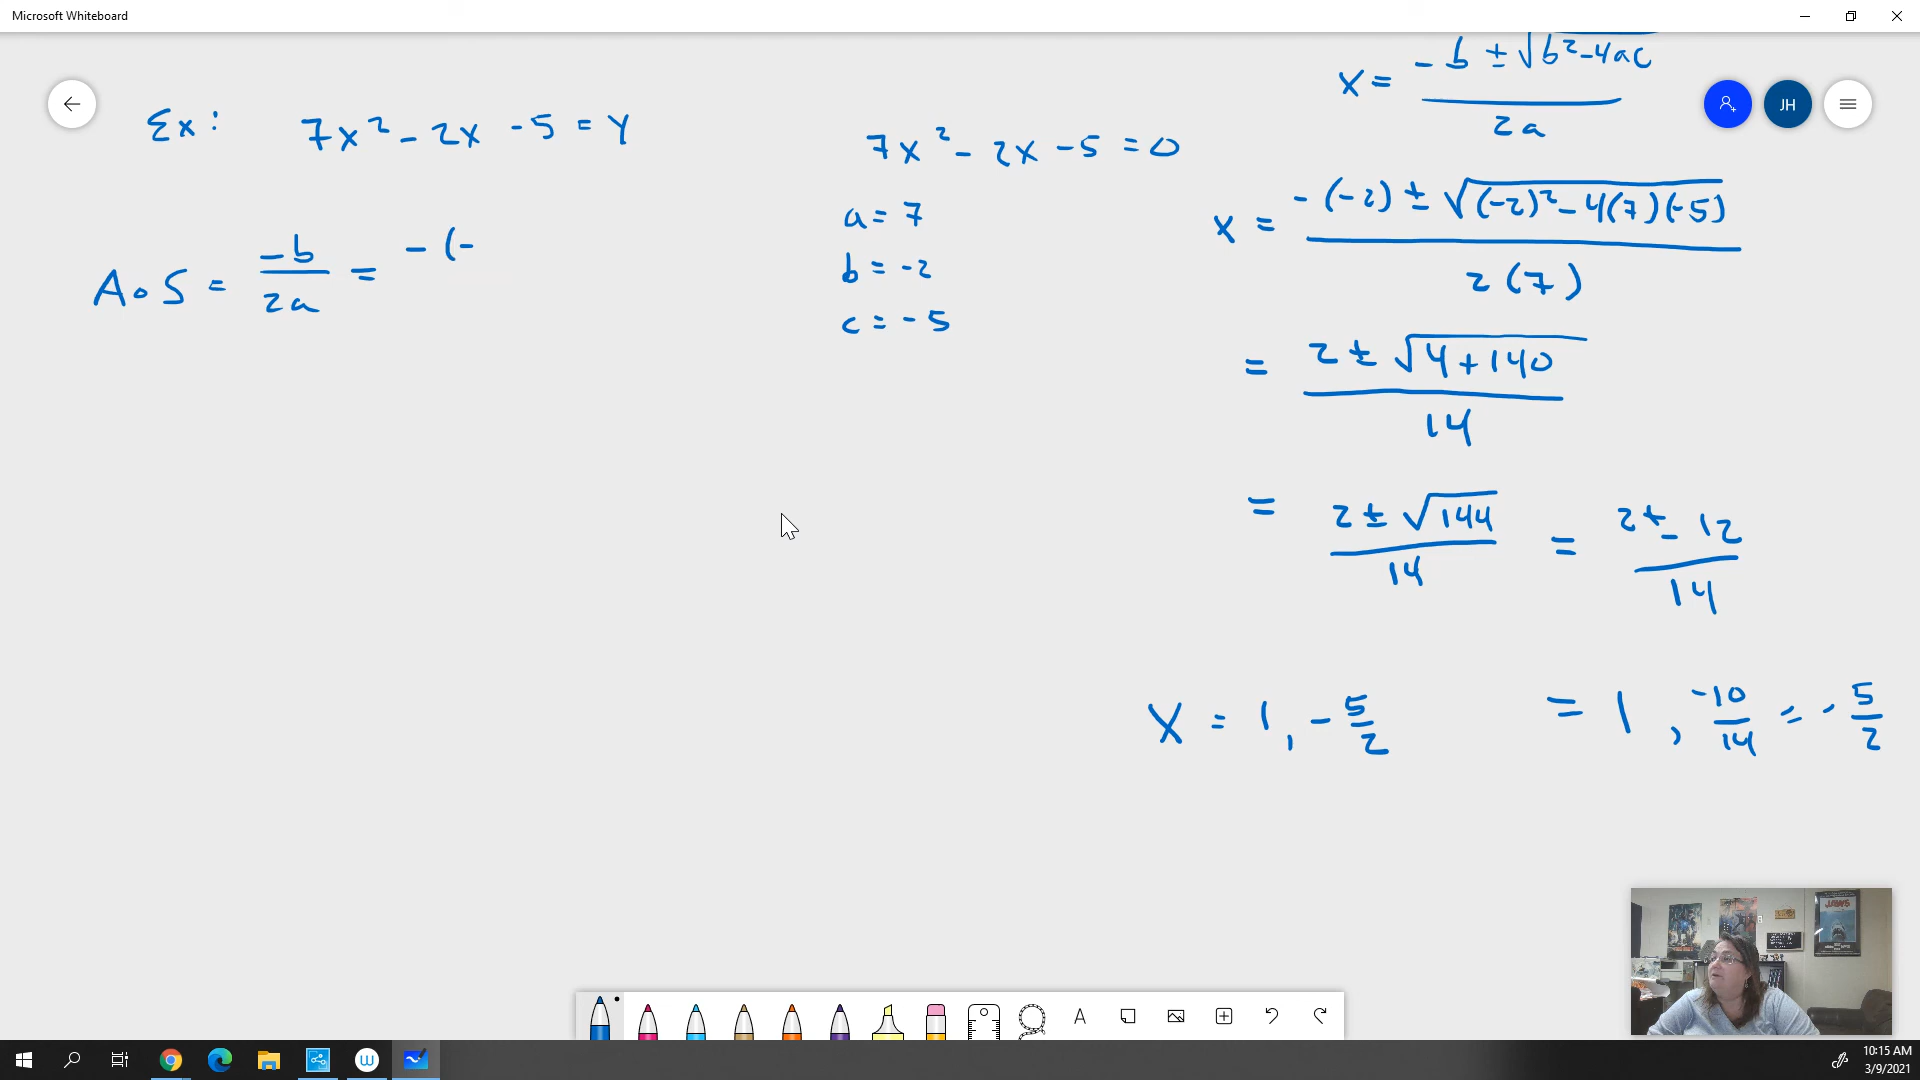 Microsoft Whiteboard
Ex: 7x² - 2x - 5 = y
A.S = -b/2a = - (-
7x² - 2x - 5 = 0
a = 7
b = -2
c = -5
x = -b ± √b²-4ac / 2a
x = -(-2) ± √(-2)² - 4(7)(-5) / 2(7)
= 2 ± √4+140 / 14
= 2 ± √144 / 14 = 2 ± 12 / 14
= 1, -10/14 = -5/2
x = 1, -5/2
JH
JAWS
A
10:15 AM
3/9/2021